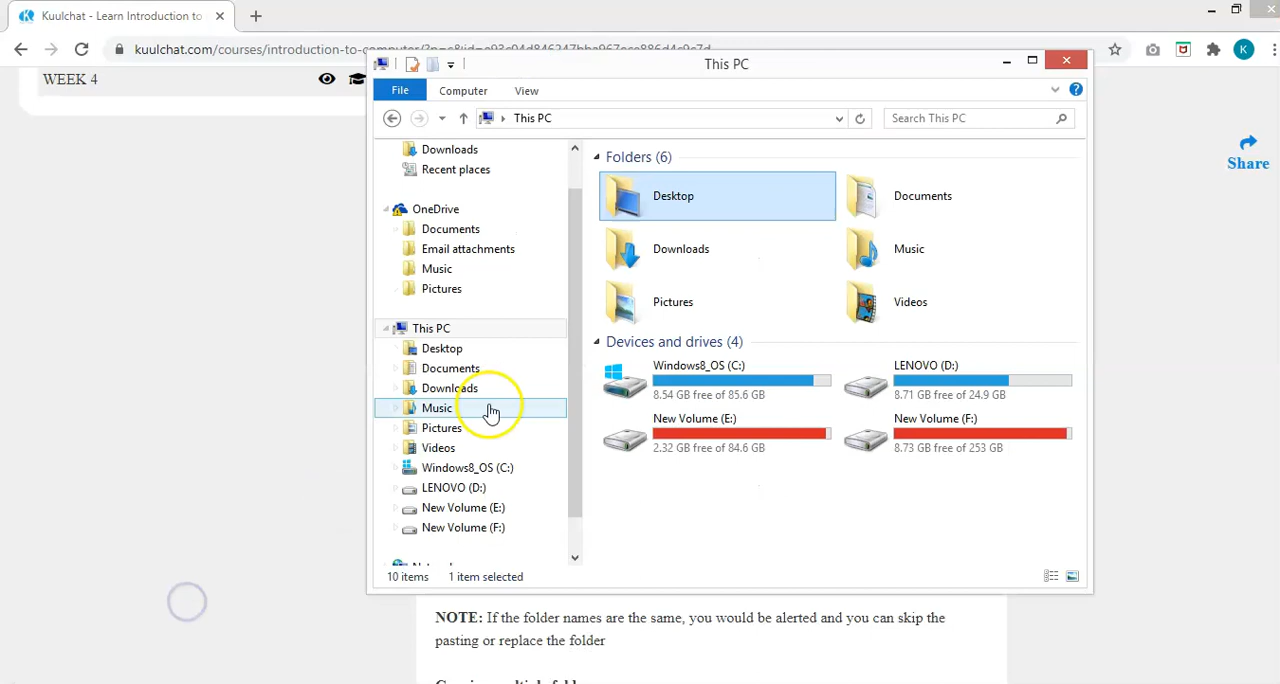 Kuulchat - Learn Introduction to
kuulchat.com/courses/introduction-to-computer/
K
WEEK 4
Share
This PC
File
Computer
View
This PC
Search This PC
Downloads
Recent places
OneDrive
Documents
Email attachments
Music
Pictures
This PC
Desktop
Documents
Downloads
Music
Pictures
Videos
Windows8_OS (C:)
LENOVO (D:)
New Volume (E:)
New Volume (F:)
Folders (6)
Desktop
Documents
Downloads
Music
Pictures
Videos
Devices and drives (4)
Windows8_OS (C:)
8.54 GB free of 85.6 GB
LENOVO (D:)
8.71 GB free of 24.9 GB
New Volume (E:)
2.32 GB free of 84.6 GB
New Volume (F:)
8.73 GB free of 253 GB
10 items
1 item selected
NOTE: If the folder names are the same, you would be alerted and you can skip the
pasting or replace the folder